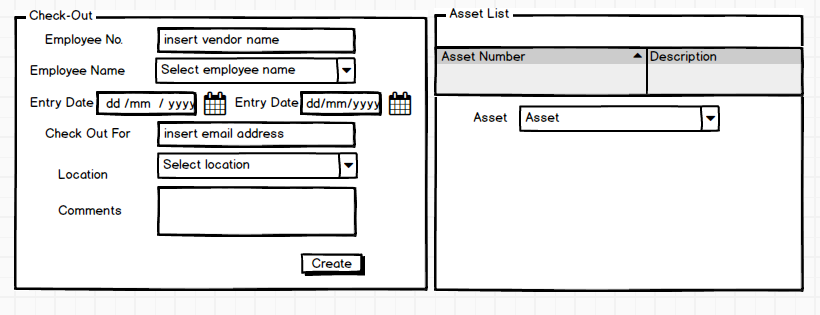 Check-Out
Employee No. insert vendor name
Employee Name Select employee name
Entry Date dd /mm / yyyy Entry Date dd/mm/yyyy
Check Out For insert email address
Location Select location
Comments
Create
Asset List
Asset Number Description
Asset Asset